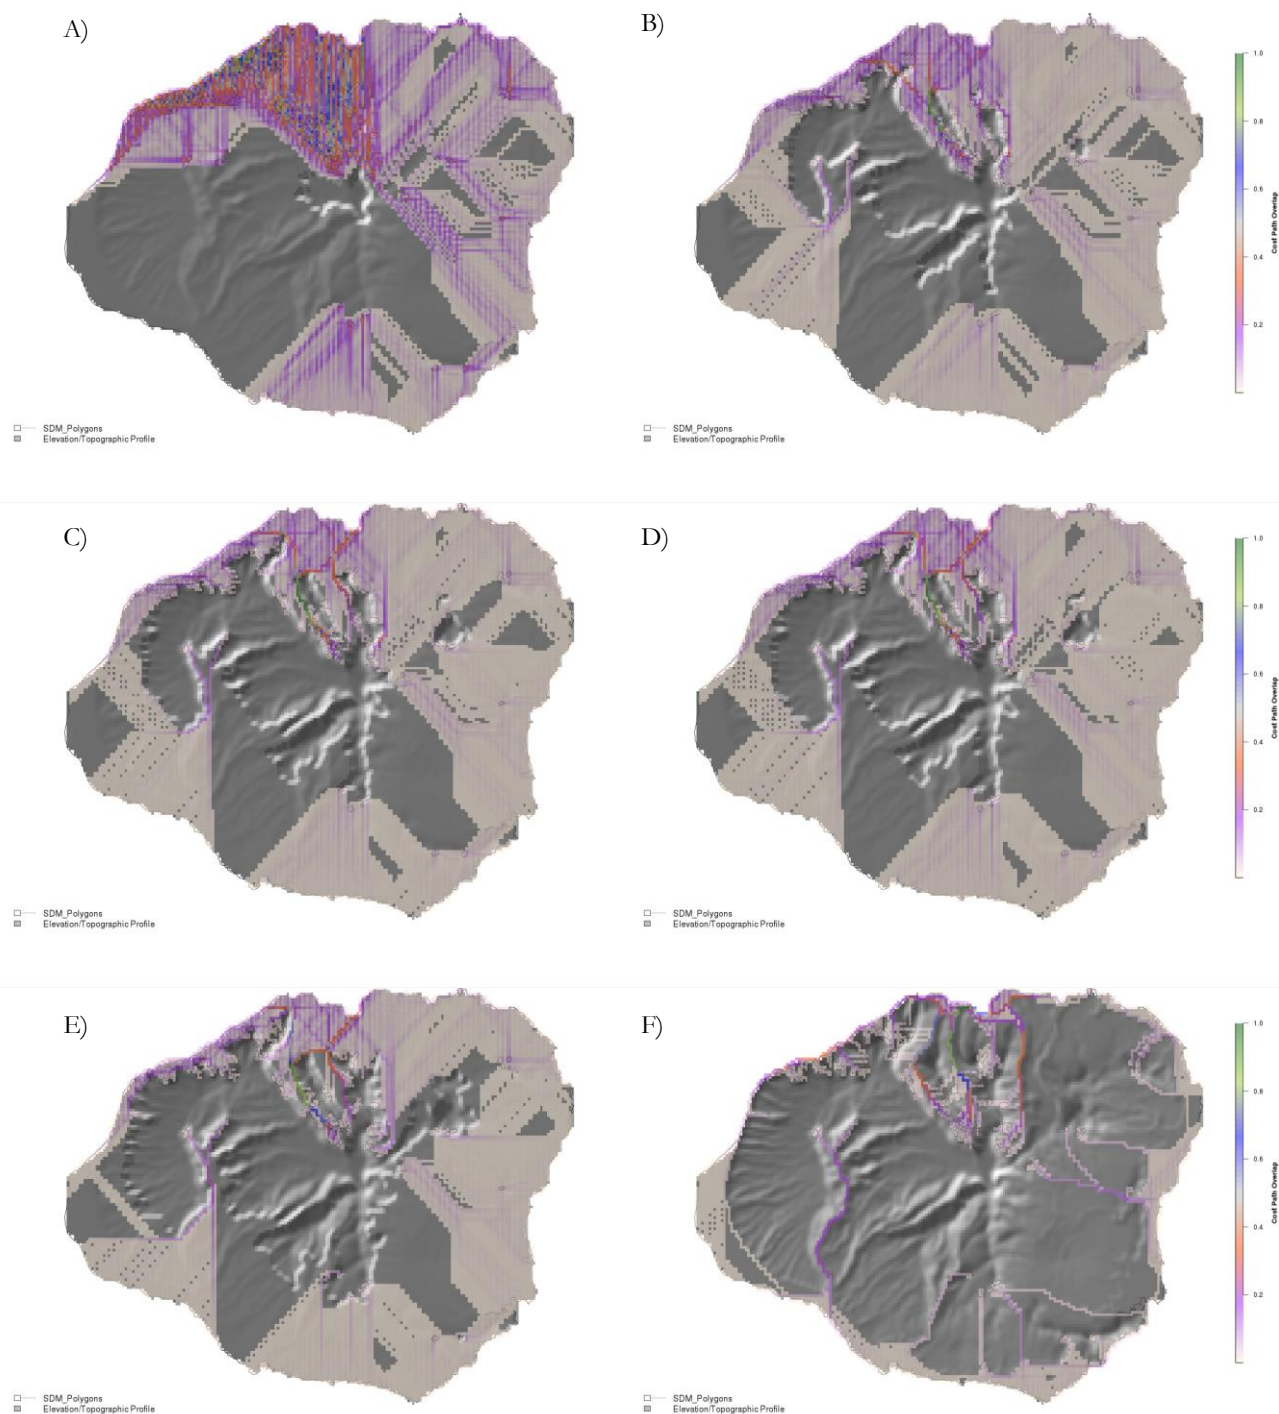 A)
B)
1.0
0.8
0.6
0.4
0.2
Cost Path Overlap
SDM_Polygons
Elevation/Topographic Profile
SDM_Polygons
Elevation/Topographic Profile
C)
D)
1.0
0.8
0.6
0.4
0.2
Cost Path Overlap
SDM_Polygons
Elevation/Topographic Profile
SDM_Polygons
Elevation/Topographic Profile
E)
F)
1.0
0.8
0.6
0.4
0.2
Cost Path Overlap
SDM_Polygons
Elevation/Topographic Profile
SDM_Polygons
Elevation/Topographic Profile